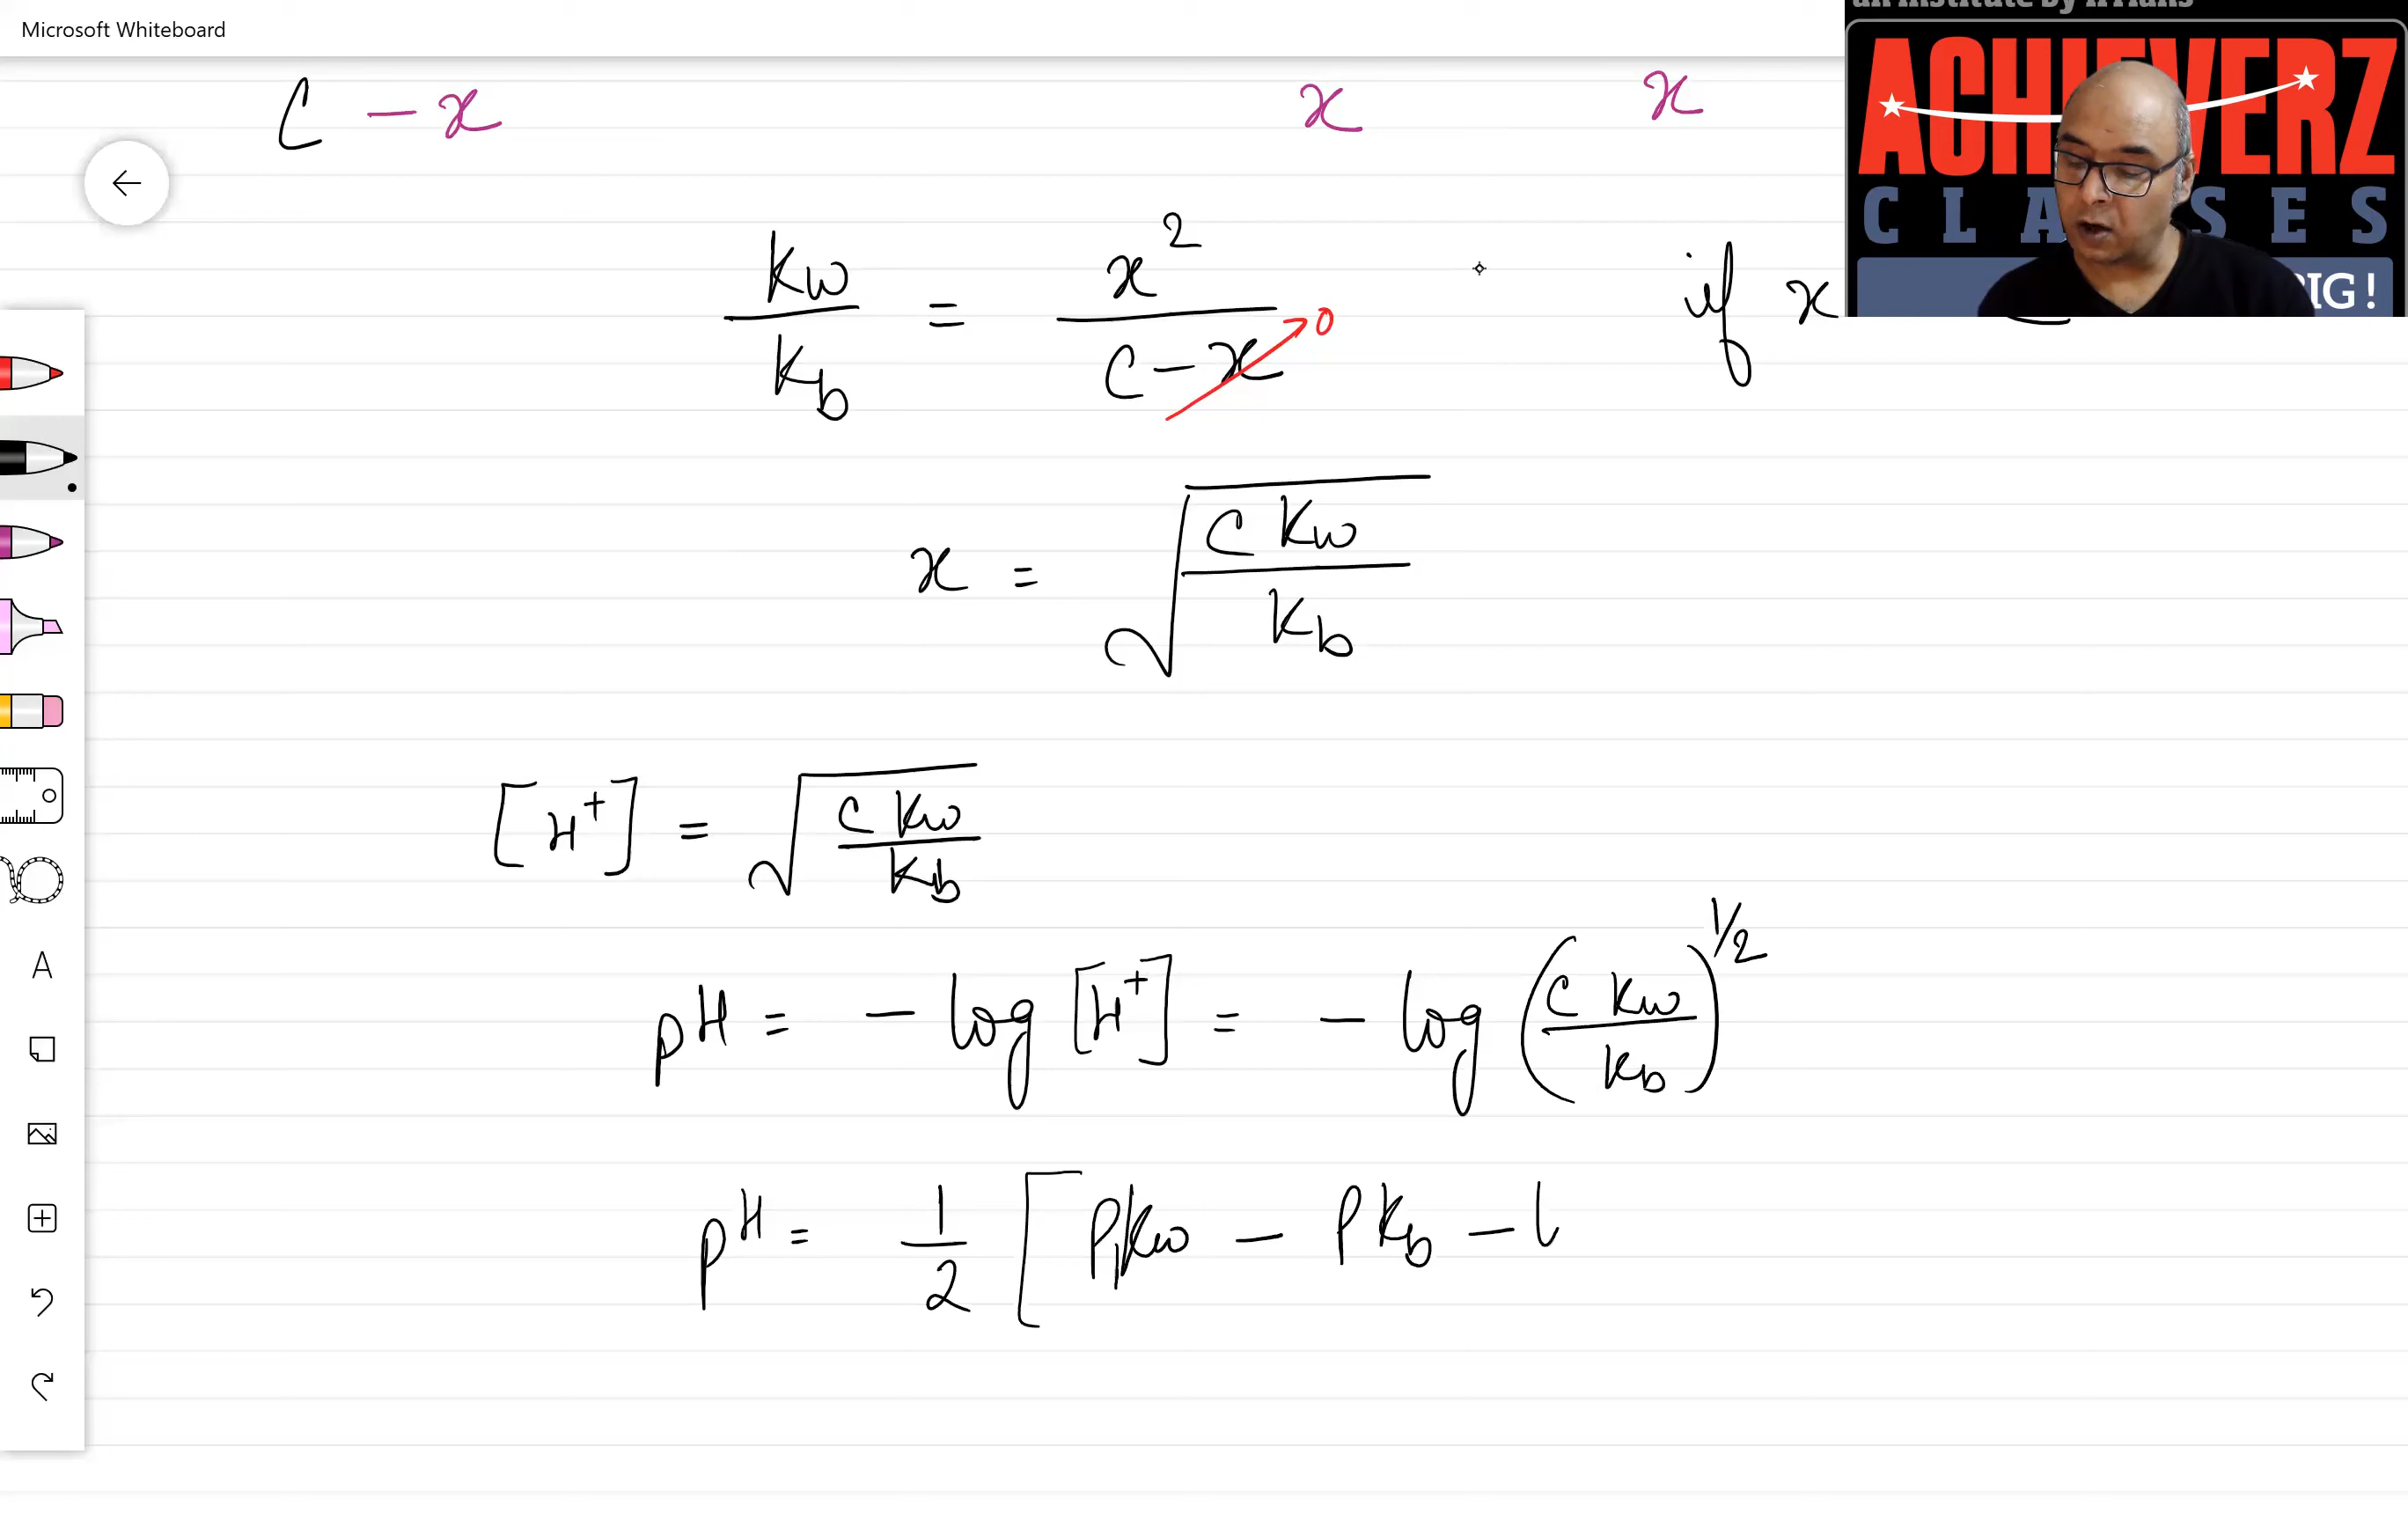 Microsoft Whiteboard
ACHIEVERZ
CLASSES
IG!
C - x x x
Kw / Kb = x² / C - x → 0 if x
x = √(C Kw / Kb)
[H⁺] = √(C Kw / Kb)
pH = - log [H⁺] = - log (C Kw / Kb)^1/2
pH = 1/2 [ PKw - PKb - l
A